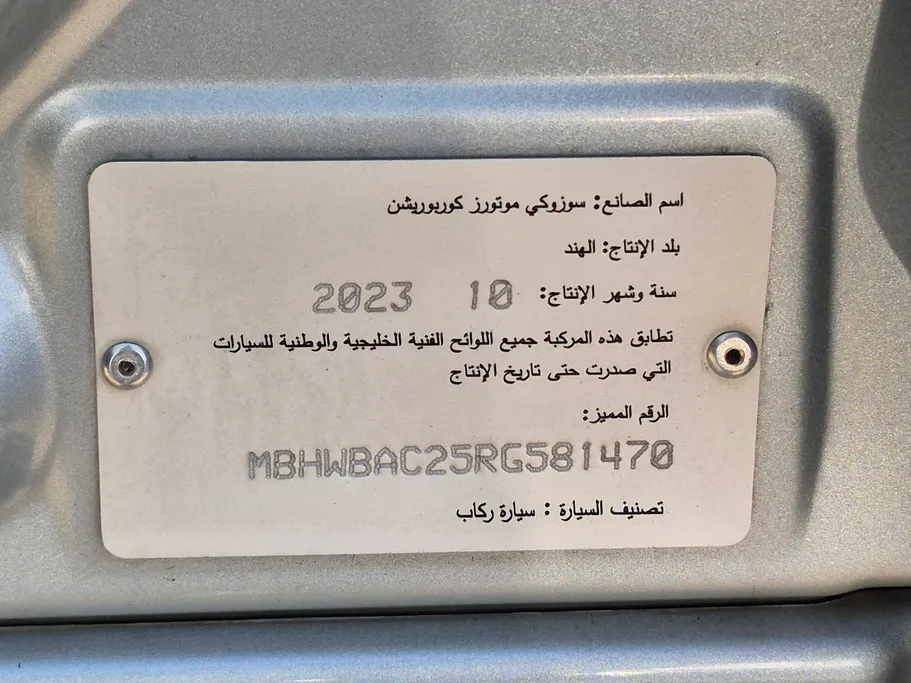 اسم الصانع: سوزوكي موتورز كوربوريشن
بلد الإنتاج: الهند
سنة وشهر الإنتاج: 10 2023
تطابق هذه المركبة جميع اللوائح الفنية الخليجية والوطنية للسيارات
التي صدرت حتى تاريخ الإنتاج
الرقم المميز:
MBHWBAC25RG581470
تصنيف السيارة : سيارة ركاب